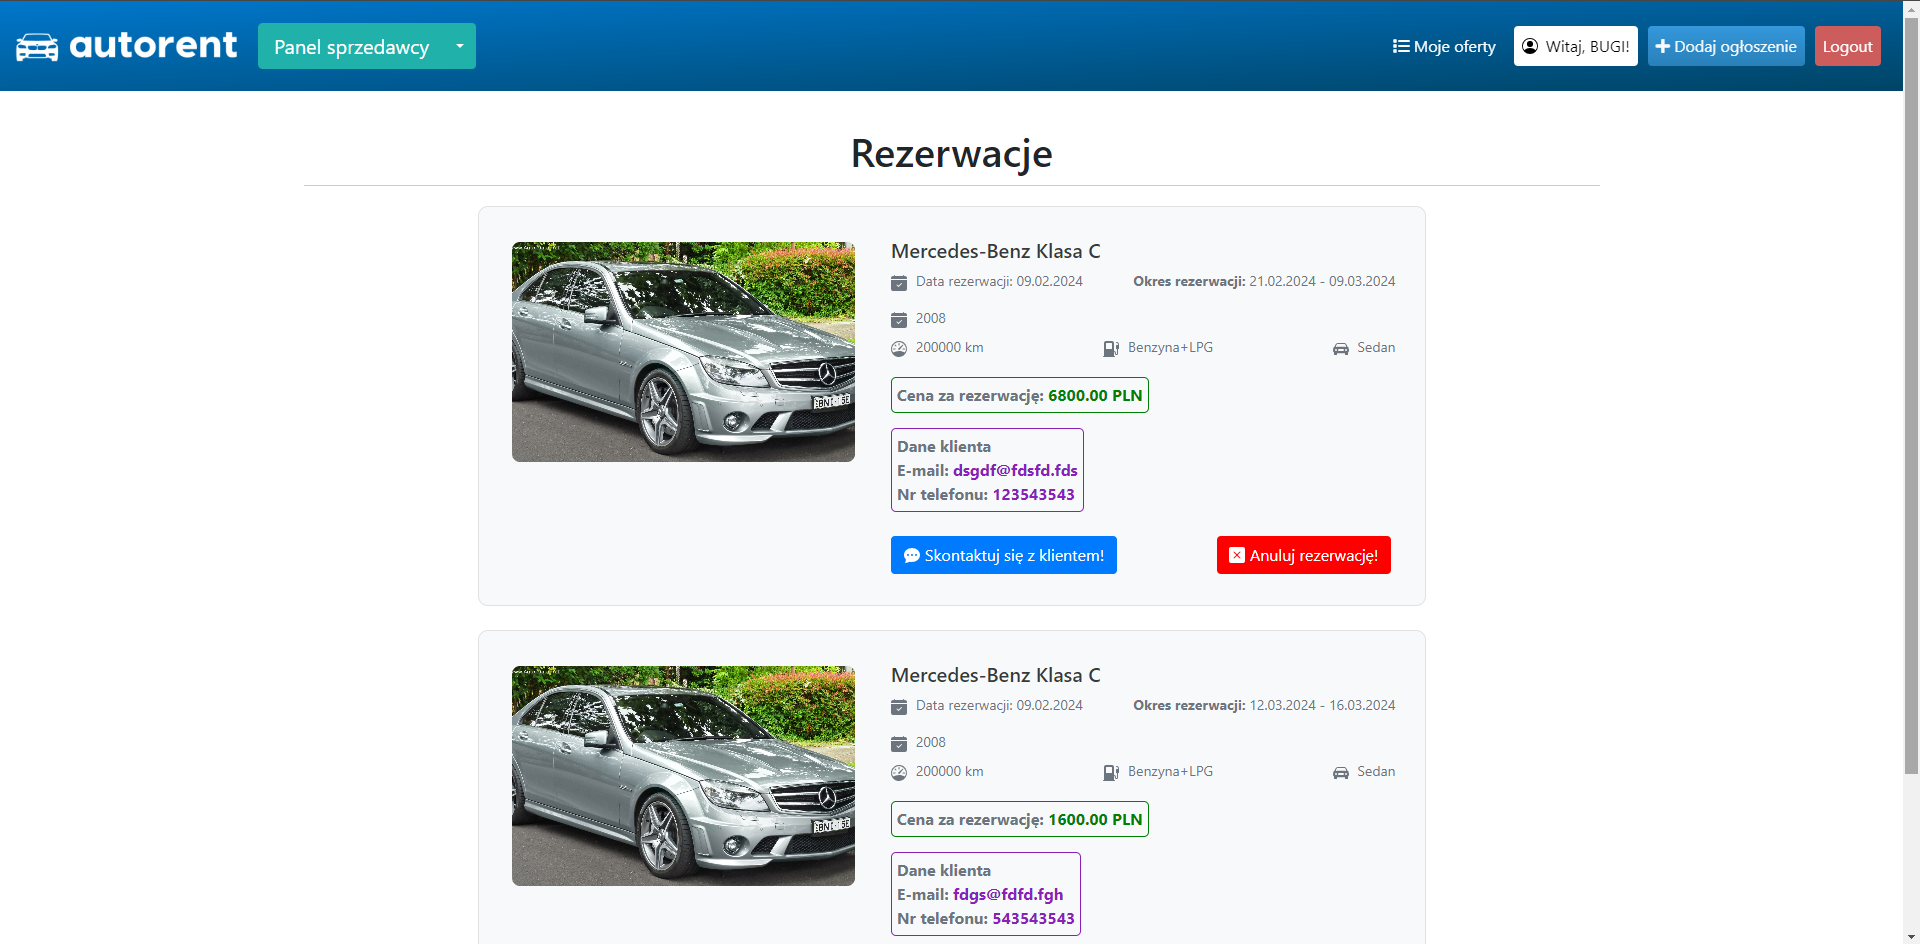 autorent
Panel sprzedawcy
Moje oferty
Witaj, BUGI!
Dodaj ogłoszenie
Logout
Rezerwacje
Mercedes-Benz Klasa C
Data rezerwacji: 09.02.2024
Okres rezerwacji: 21.02.2024 - 09.03.2024
2008
200000 km
Benzyna+LPG
Sedan
Cena za rezerwację: 6800.00 PLN
Dane klienta
E-mail: dsgdf@fdsfd.fds
Nr telefonu: 123543543
Skontaktuj się z klientem!
Anuluj rezerwację!
Mercedes-Benz Klasa C
Data rezerwacji: 09.02.2024
Okres rezerwacji: 12.03.2024 - 16.03.2024
2008
200000 km
Benzyna+LPG
Sedan
Cena za rezerwację: 1600.00 PLN
Dane klienta
E-mail: fdgs@fdfd.fgh
Nr telefonu: 543543543